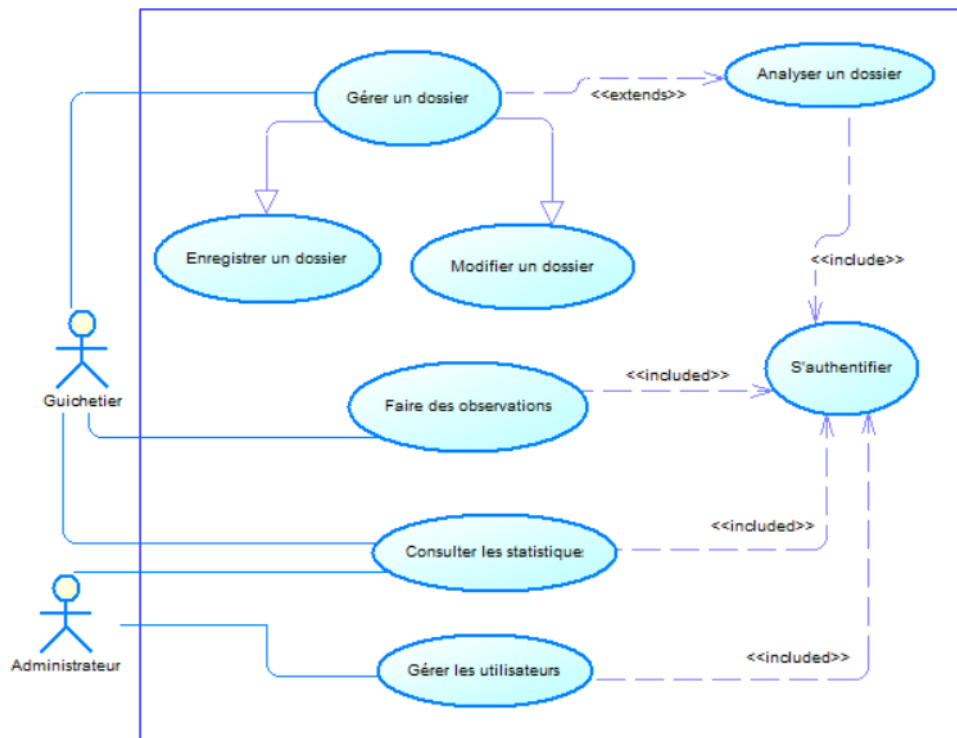 Gérer un dossier
Analyser un dossier
<<extends>>
Enregistrer un dossier
Modifier un dossier
<<include>>
Guichetier
Faire des observations
<<included>>
S'authentifier
Consulter les statistiques
<<included>>
Administrateur
Gérer les utilisateurs
<<included>>